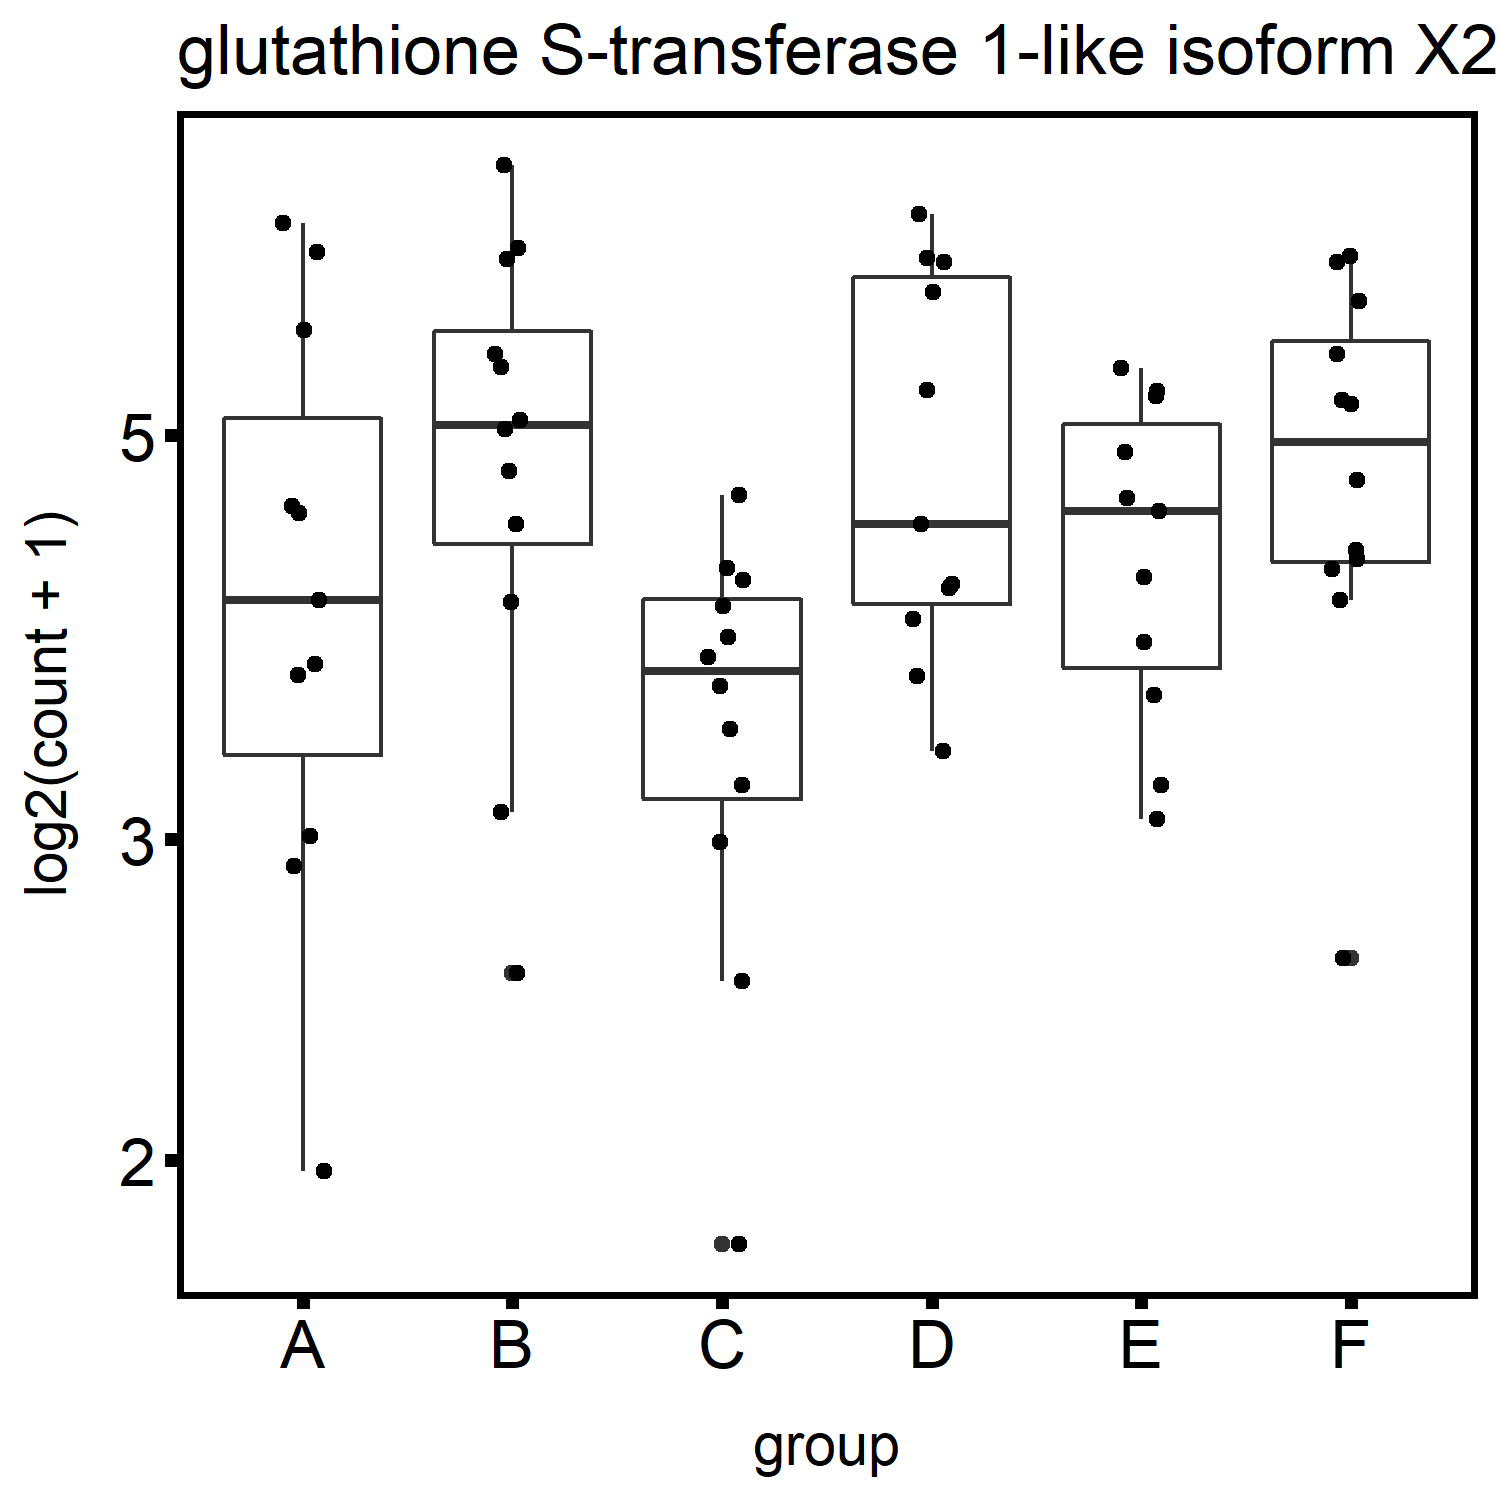 glutathione S-transferase 1-like isoform X2
log2(count + 1)
5
3
2
A B C D E F
group